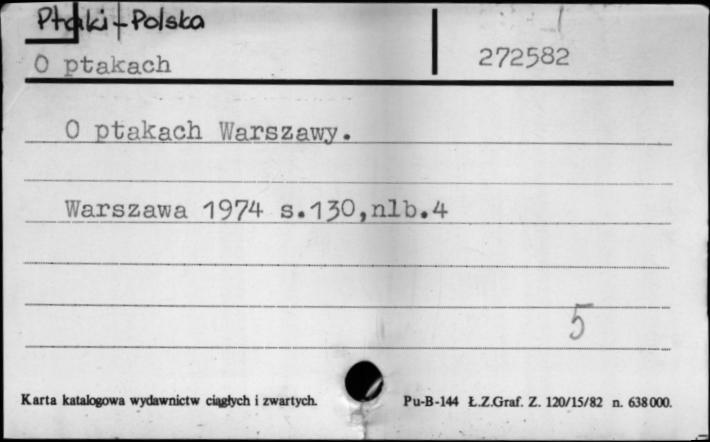 Ptaki - Polska
O ptakach 272582
O ptakach Warszawy.
Warszawa 1974 s.130,nlb.4
5
Karta katalogowa wydawnictw ciągłych i zwartych. Pu-B-144 Ł.Z.Graf. Z. 120/15/82 n. 638000.